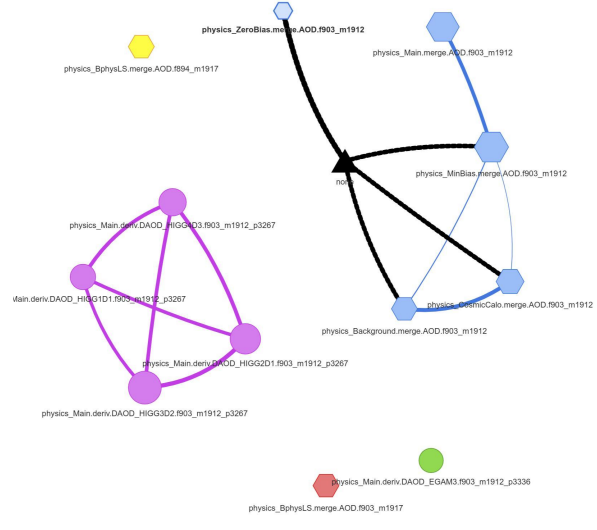 physics_ZeroBias.merge.AOD.f903_m1912
physics_Main.merge.AOD.f903_m1912
physics_BphysLS.merge.AOD.f894_m1917
physics_MinBias.merge.AOD.f903_m1912
physics_Main.deriv.DAOD_HIGG4D3.f903_m1912_p3267
Main.deriv.DAOD_HIGG1D1.f903_m1912_p3267
physics_CosmicCalo.merge.AOD.f903_m1912
physics_Background.merge.AOD.f903_m1912
physics_Main.deriv.DAOD_HIGG2D1.f903_m1912_p3267
physics_Main.deriv.DAOD_HIGG3D2.f903_m1912_p3267
physics_Main.deriv.DAOD_EGAM3.f903_m1912_p3336
physics_BphysLS.merge.AOD.f903_m1917